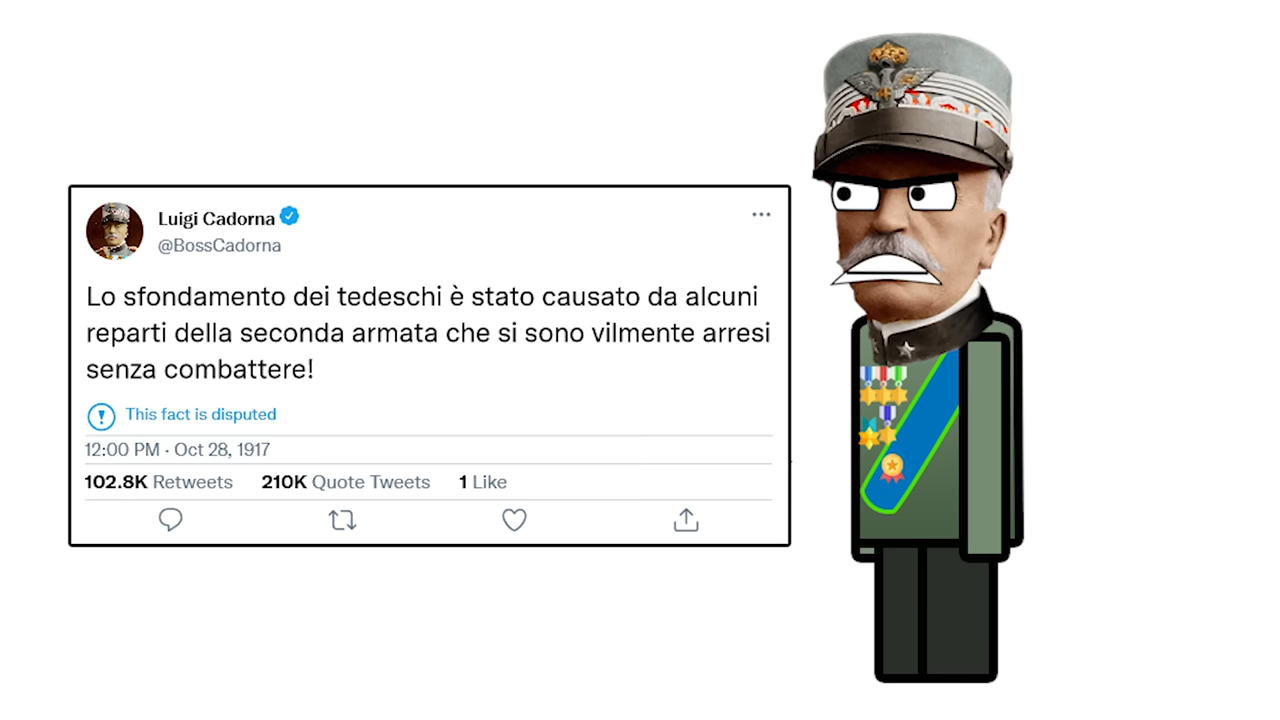 Luigi Cadorna
@BossCadorna
Lo sfondamento dei tedeschi è stato causato da alcuni
reparti della seconda armata che si sono vilmente arresi
senza combattere!
This fact is disputed
12:00 PM · Oct 28, 1917
102.8K Retweets 210K Quote Tweets 1 Like